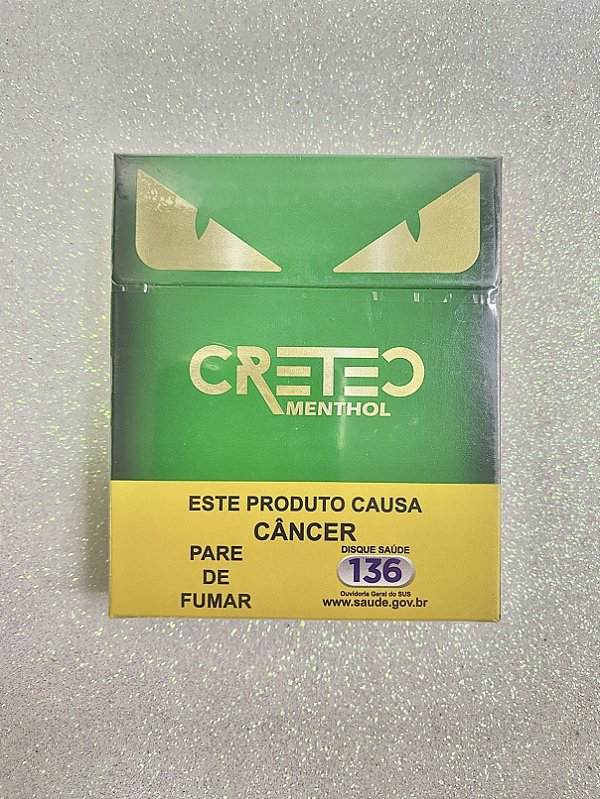 CRETEC
MENTHOL
ESTE PRODUTO CAUSA
CÂNCER
PARE
DE
FUMAR
DISQUE SAÚDE
136
Ouvidoria Geral do SUS
www.saude.gov.br